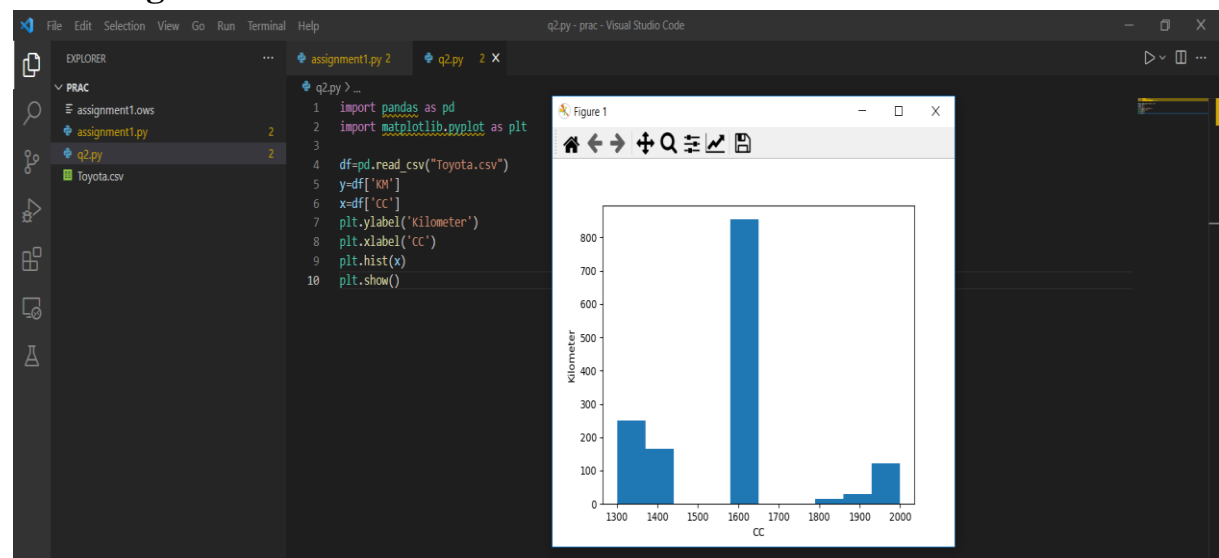 File Edit Selection View Go Run Terminal Help
q2.py - prac - Visual Studio Code
EXPLORER
PRAC
assignment1.ows
assignment1.py 2
q2.py 2
Toyota.csv
assignment1.py 2 q2.py 2 X
q2.py > ...
1 import pandas as pd
2 import matplotlib.pyplot as plt
3
4 df=pd.read_csv("Toyota.csv")
5 y=df['KM']
6 x=df['CC']
7 plt.ylabel('Kilometer')
8 plt.xlabel('CC')
9 plt.hist(x)
10 plt.show()
Figure 1
800
700
600
500
400
300
200
100
0
Kilometer
1300 1400 1500 1600 1700 1800 1900 2000
CC